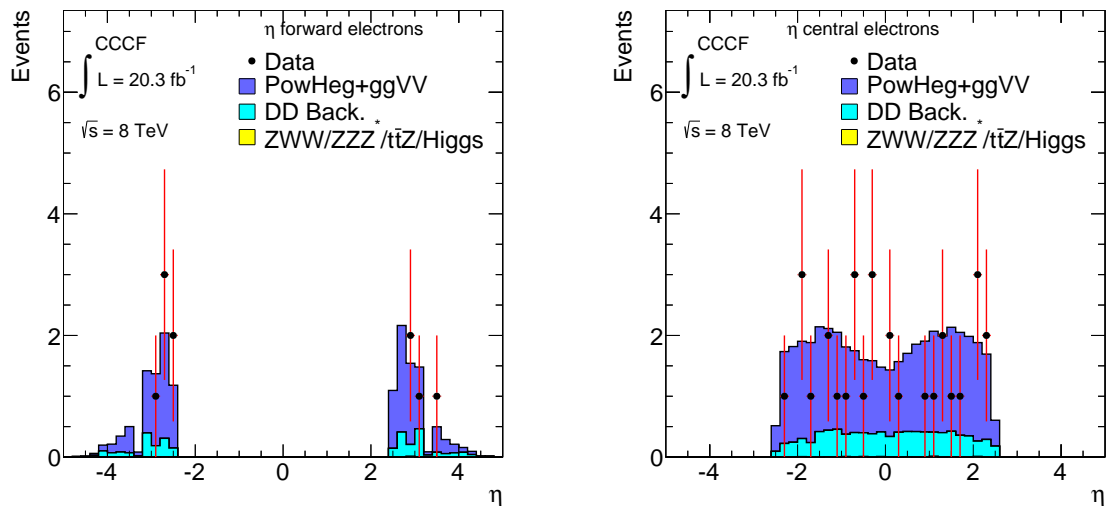 Events
η forward electrons
CCCF
∫ L = 20.3 fb⁻¹
√s = 8 TeV
Data
PowHeg+ggVV
DD Back.
ZWW/ZZZ*/tt̄Z/Higgs
6
4
2
0
-4 -2 0 2 4
η
Events
η central electrons
CCCF
∫ L = 20.3 fb⁻¹
√s = 8 TeV
Data
PowHeg+ggVV
DD Back.
ZWW/ZZZ*/tt̄Z/Higgs
6
4
2
0
-4 -2 0 2 4
η